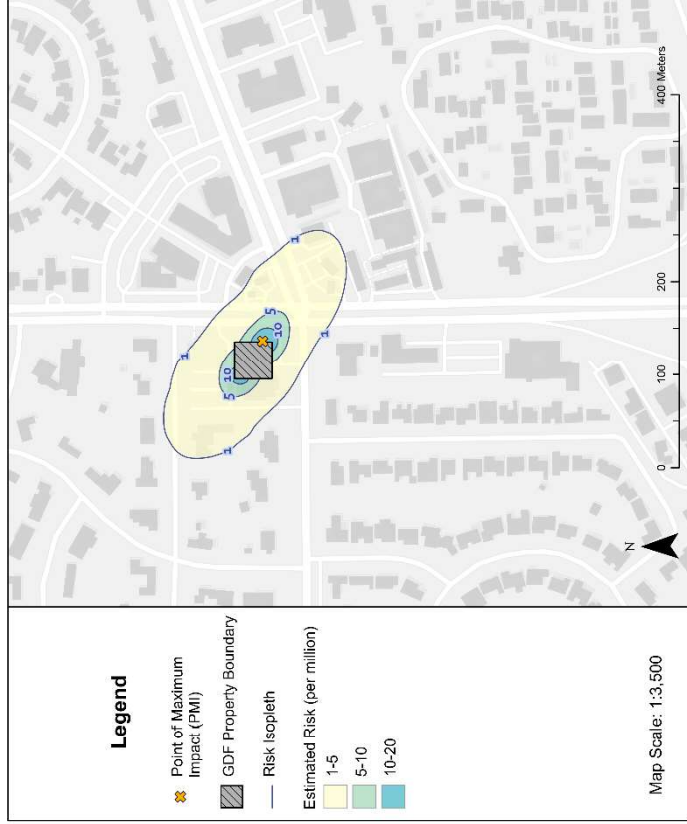 Legend
Point of Maximum
Impact (PMI)
GDF Property Boundary
Risk Isopleth
Estimated Risk (per million)
1-5
5-10
10-20
Map Scale: 1:3,500
1
1
1
1
5
5
10
10
N
0
100
200
400 Meters